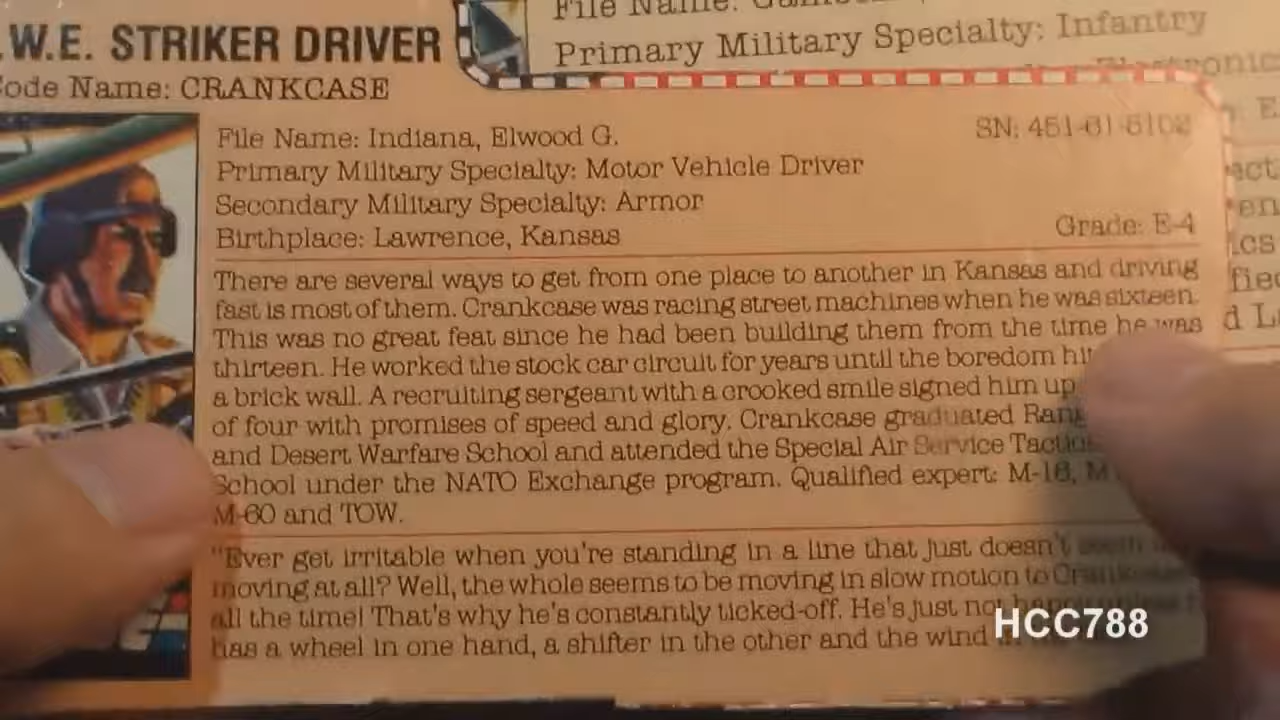 .W.E. STRIKER DRIVER
Code Name: CRANKCASE
File Name:
Primary Military Specialty: Infantry
File Name: Indiana, Elwood G.
SN: 451-61-5102
Primary Military Specialty: Motor Vehicle Driver
Secondary Military Specialty: Armor
Birthplace: Lawrence, Kansas
Grade: E-4
There are several ways to get from one place to another in Kansas and driving
fast is most of them. Crankcase was racing street machines when he was sixteen.
This was no great feat since he had been building them from the time he was
thirteen. He worked the stock car circuit for years until the boredom hit
a brick wall. A recruiting sergeant with a crooked smile signed him up
of four with promises of speed and glory. Crankcase graduated
and Desert Warfare School and attended the Special Air Service Tactics
School under the NATO Exchange program. Qualified expert: M-16,
M-60 and TOW.
"Ever get irritable when you're standing in a line that just doesn't seem
moving at all? Well, the whole seems to be moving in slow motion to Crankcase
all the time! That's why he's constantly ticked-off. He's just not
has a wheel in one hand, a shifter in the other and the wind
HCC788